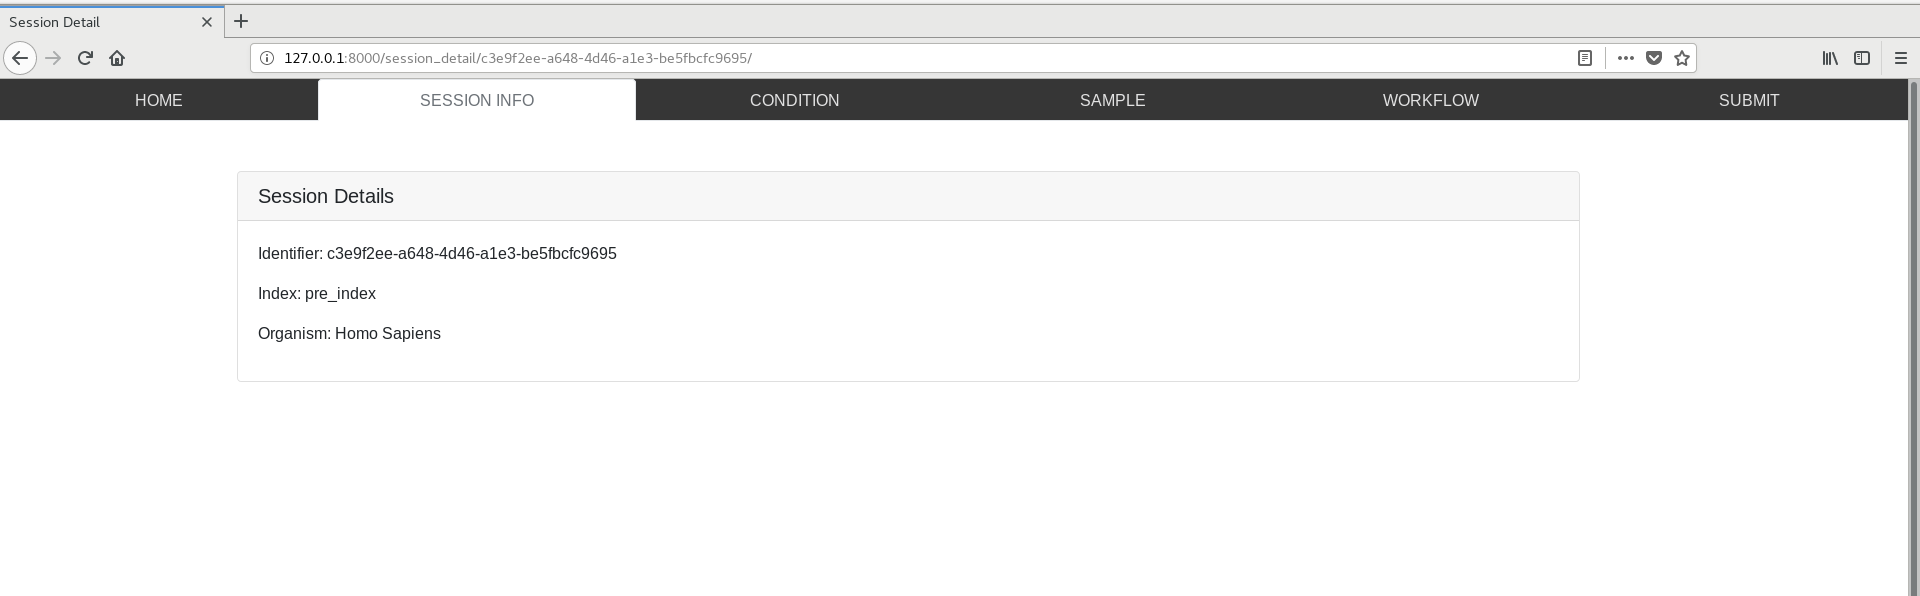 Session Detail
127.0.0.1:8000/session_detail/c3e9f2ee-a648-4d46-a1e3-be5fbcfc9695/
HOME SESSION INFO CONDITION SAMPLE WORKFLOW SUBMIT
Session Details
Identifier: c3e9f2ee-a648-4d46-a1e3-be5fbcfc9695
Index: pre_index
Organism: Homo Sapiens